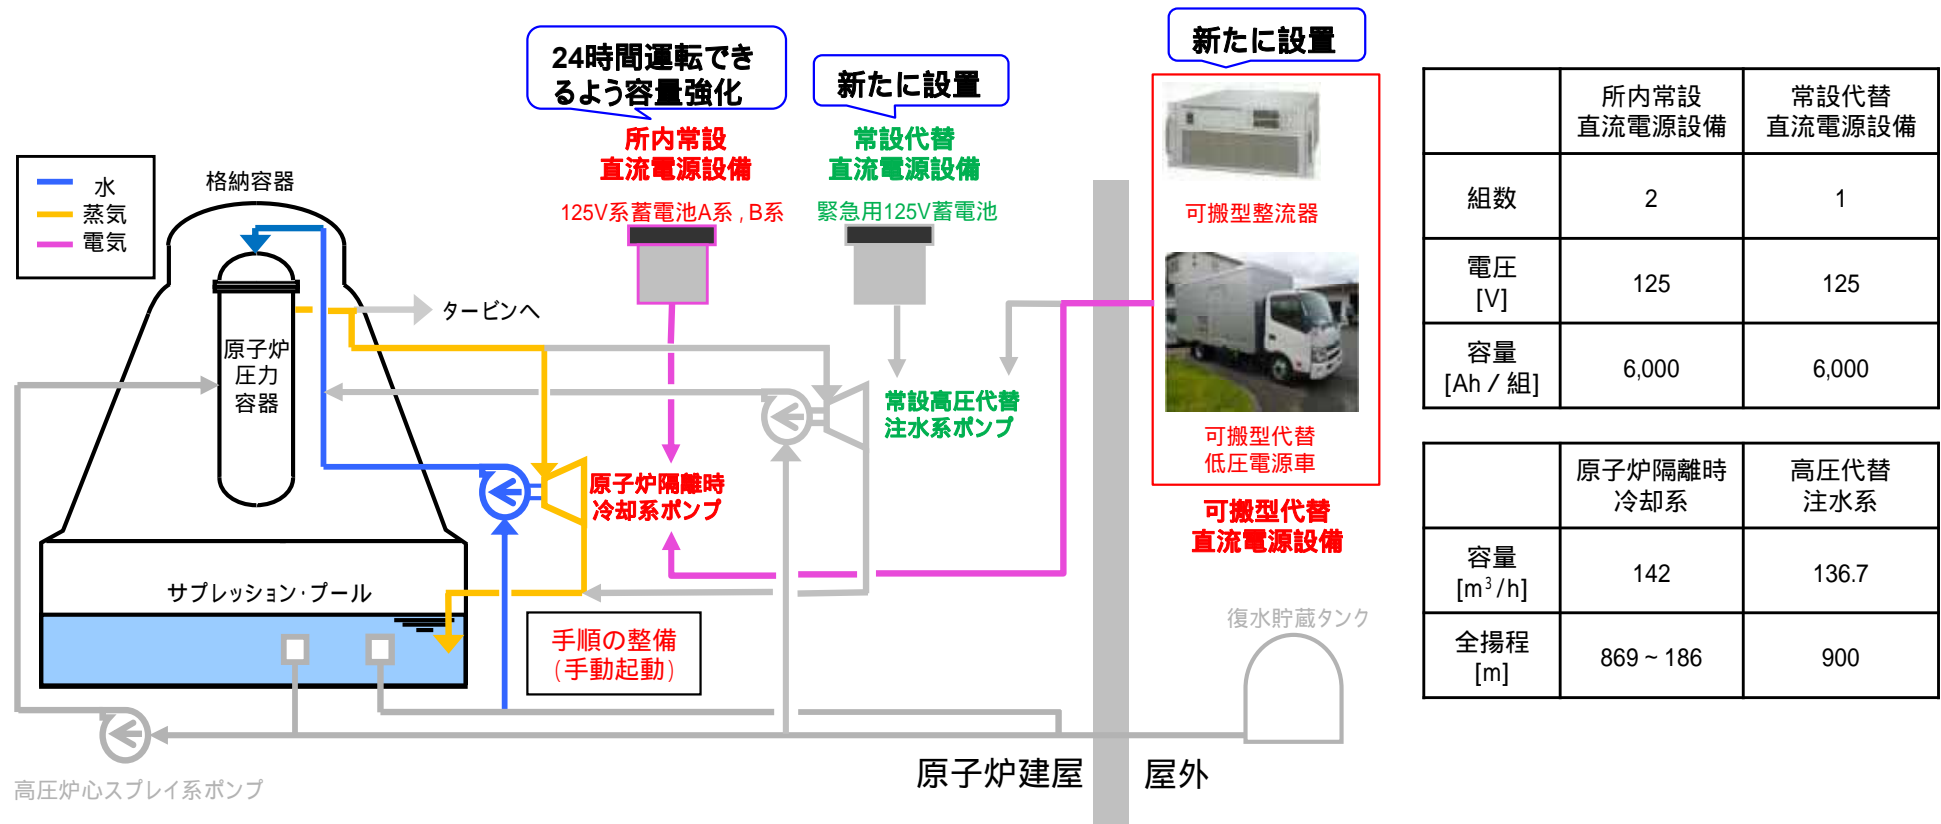 24時間運転でき
るよう容量強化
新たに設置
新たに設置
所内常設
直流電源設備
125V系蓄電池A系，B系
常設代替
直流電源設備
緊急用125V蓄電池
水
蒸気
電気
格納容器
タービンへ
原子炉
圧力
容器
サプレッション・プール
原子炉隔離時
冷却系ポンプ
常設高圧代替
注水系ポンプ
手順の整備
(手動起動)
高圧炉心スプレイ系ポンプ
可搬型整流器
可搬型代替
低圧電源車
可搬型代替
直流電源設備
復水貯蔵タンク
原子炉建屋
屋外
所内常設 常設代替
直流電源設備 直流電源設備
組数 2 1
電圧
[V] 125 125
容量
[Ah / 組] 6,000 6,000
原子炉隔離時 高圧代替
冷却系 注水系
容量
[m³/h] 142 136.7
全揚程
[m] 869 ~ 186 900